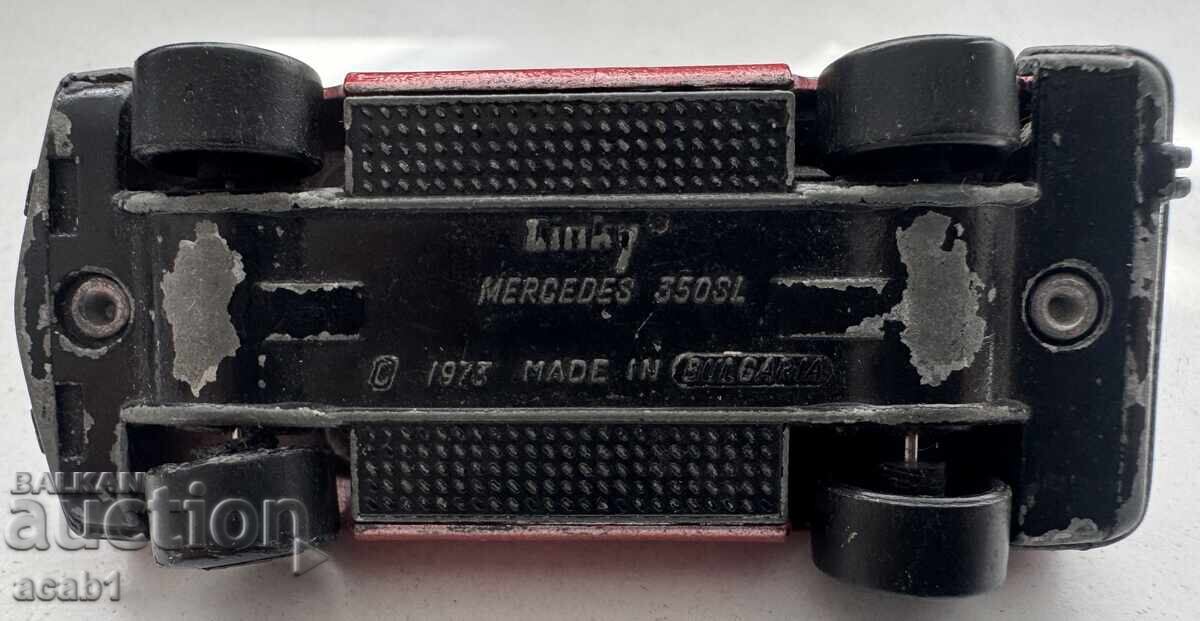 Linky
MERCEDES 350SL
© 1973 MADE IN BULGARIA
BALKAN
auction
acab1